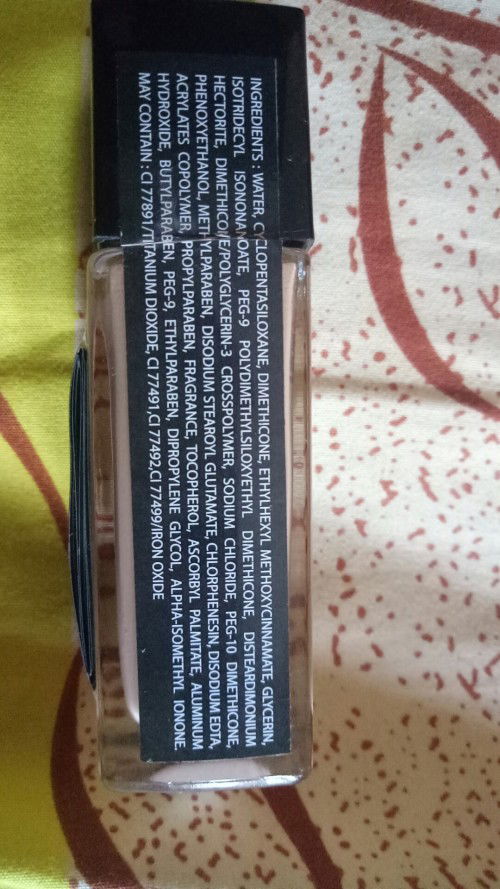 INGREDIENTS : WATER, CYCLOPENTASILOXANE, DIMETHICONE, ETHYLHEXYL METHOXYCINNAMATE, GLYCERIN,
ISOTRIDECYL ISONONANOATE, PEG-9 POLYDIMETHYLSILOXYETHYL DIMETHICONE, DISTEARDIMONIUM
HECTORITE, DIMETHICONE/POLYGLYCERIN-3 CROSSPOLYMER, SODIUM CHLORIDE, PEG-10 DIMETHICONE,
PHENOXYETHANOL, METHYLPARABEN, DISODIUM STEAROYL GLUTAMATE, CHLORPHENESIN, DISODIUM EDTA,
ACRYLATES COPOLYMER, PROPYLPARABEN, FRAGRANCE, TOCOPHEROL, ASCORBYL PALMITATE, ALUMINUM
HYDROXIDE, BUTYLPARABEN, PEG-9, ETHYLPARABEN, DIPROPYLENE GLYCOL, ALPHA-ISOMETHYL IONONE.
MAY CONTAIN : CI 77891/TITANIUM DIOXIDE, CI 77491,CI 77492,CI 77499/IRON OXIDE